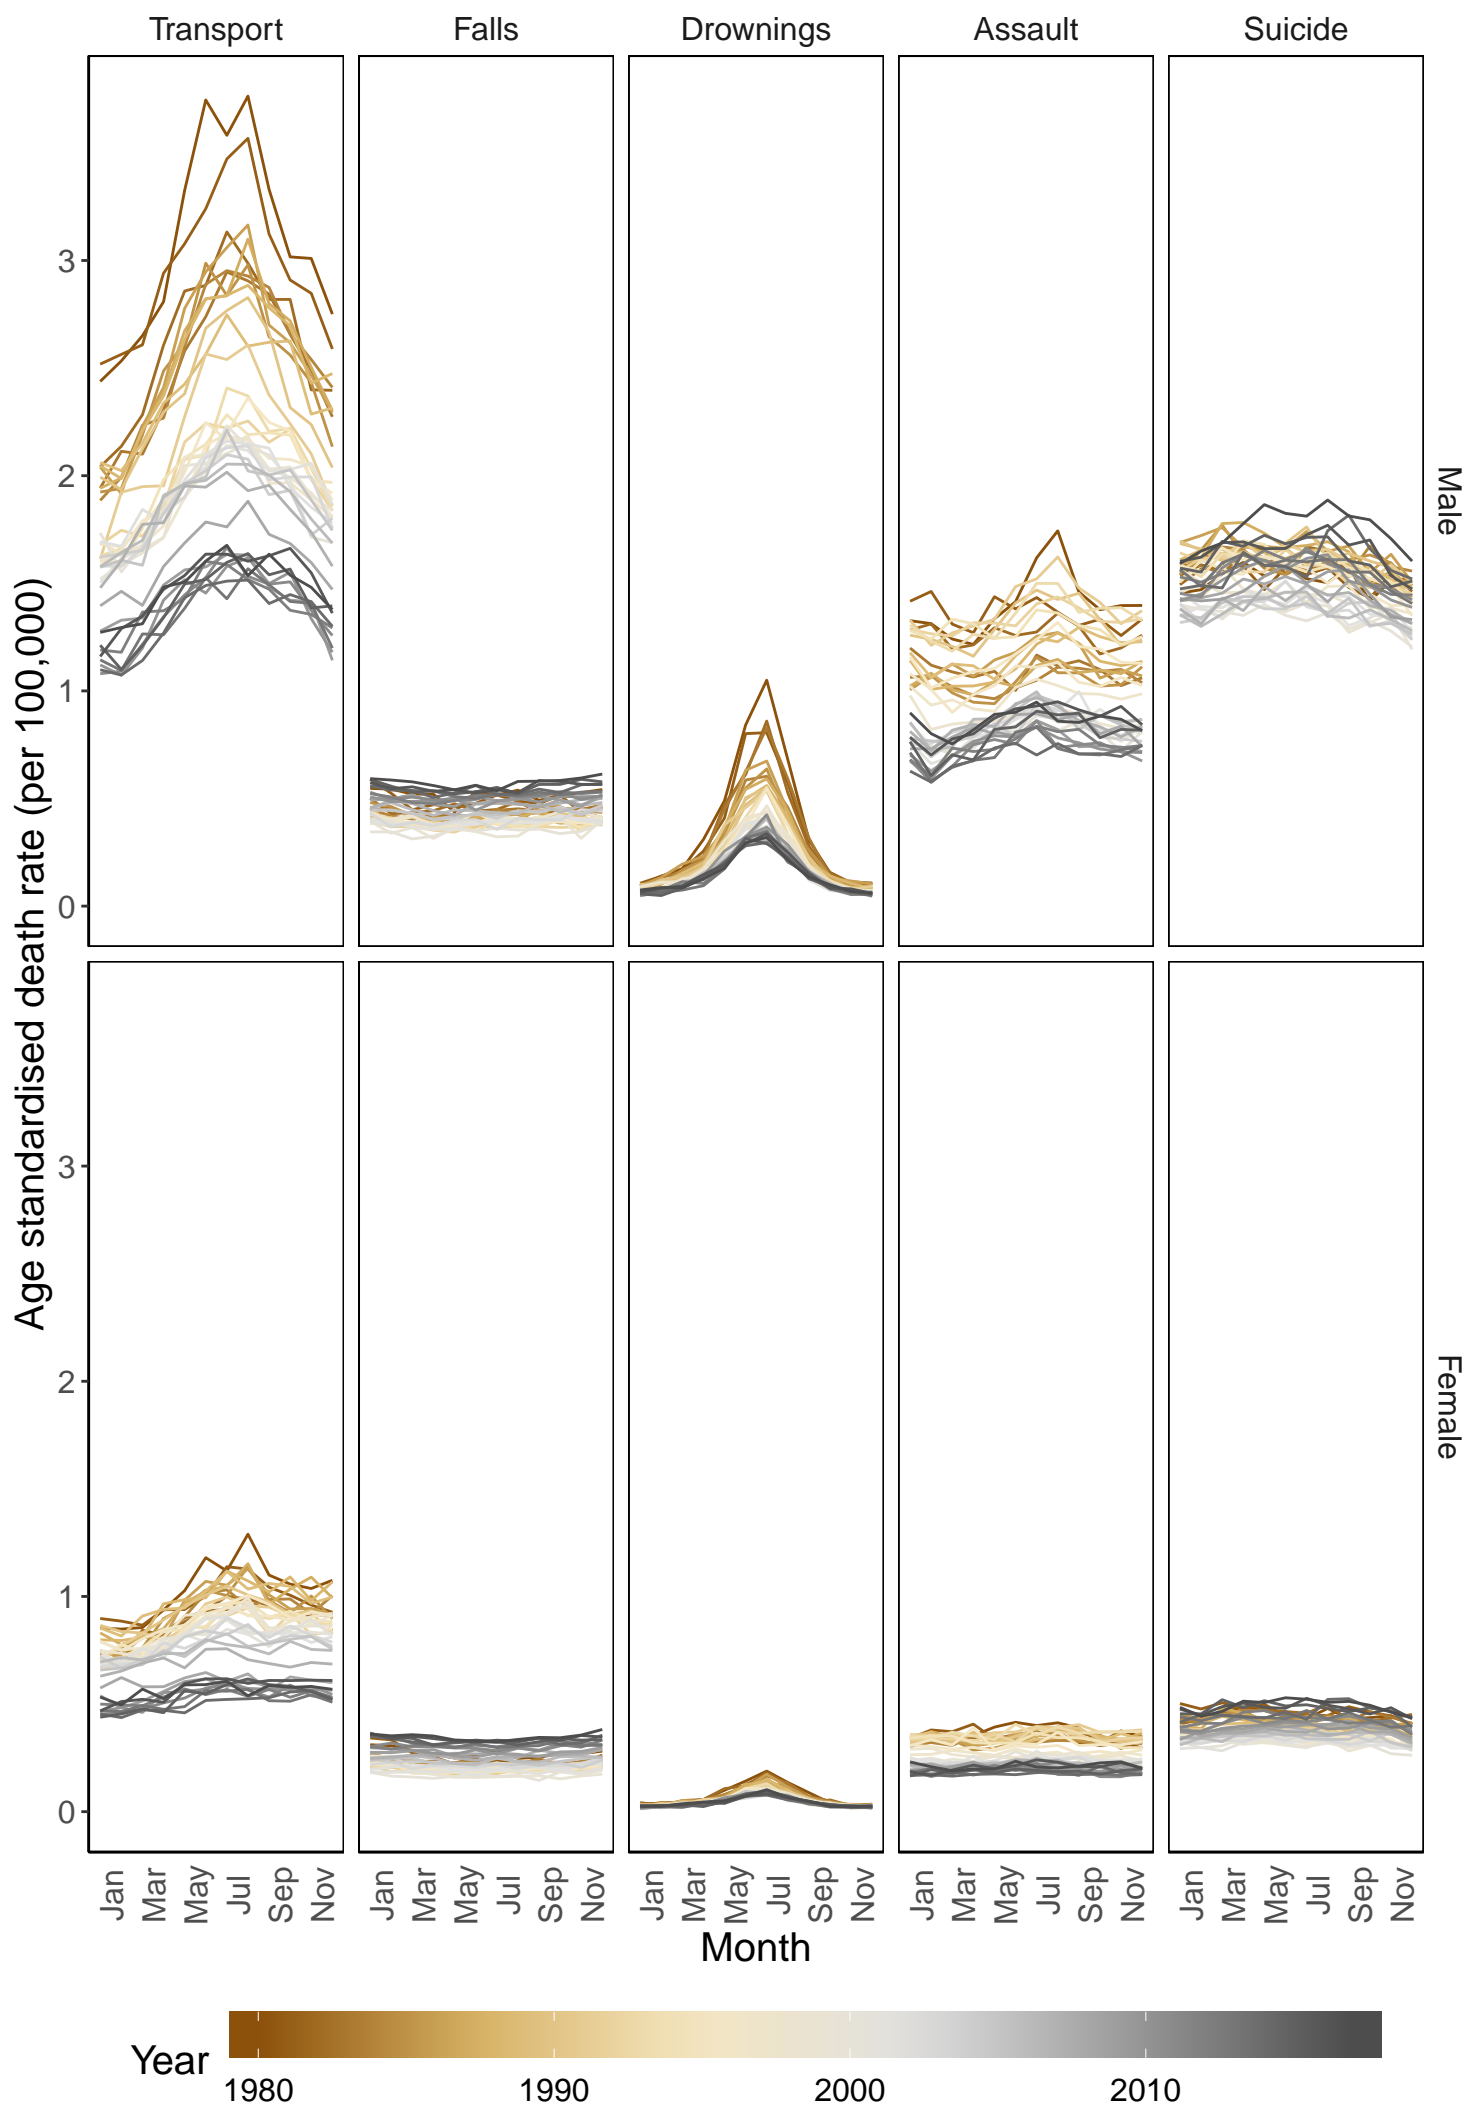 Transport Falls Drownings Assault Suicide
Age standardised death rate (per 100,000)
3
2
1
0
Male
3
2
1
0
Female
Jan Mar May Jul Sep Nov Jan Mar May Jul Sep Nov Jan Mar May Jul Sep Nov Jan Mar May Jul Sep Nov Jan Mar May Jul Sep Nov
Month
Year
1980 1990 2000 2010